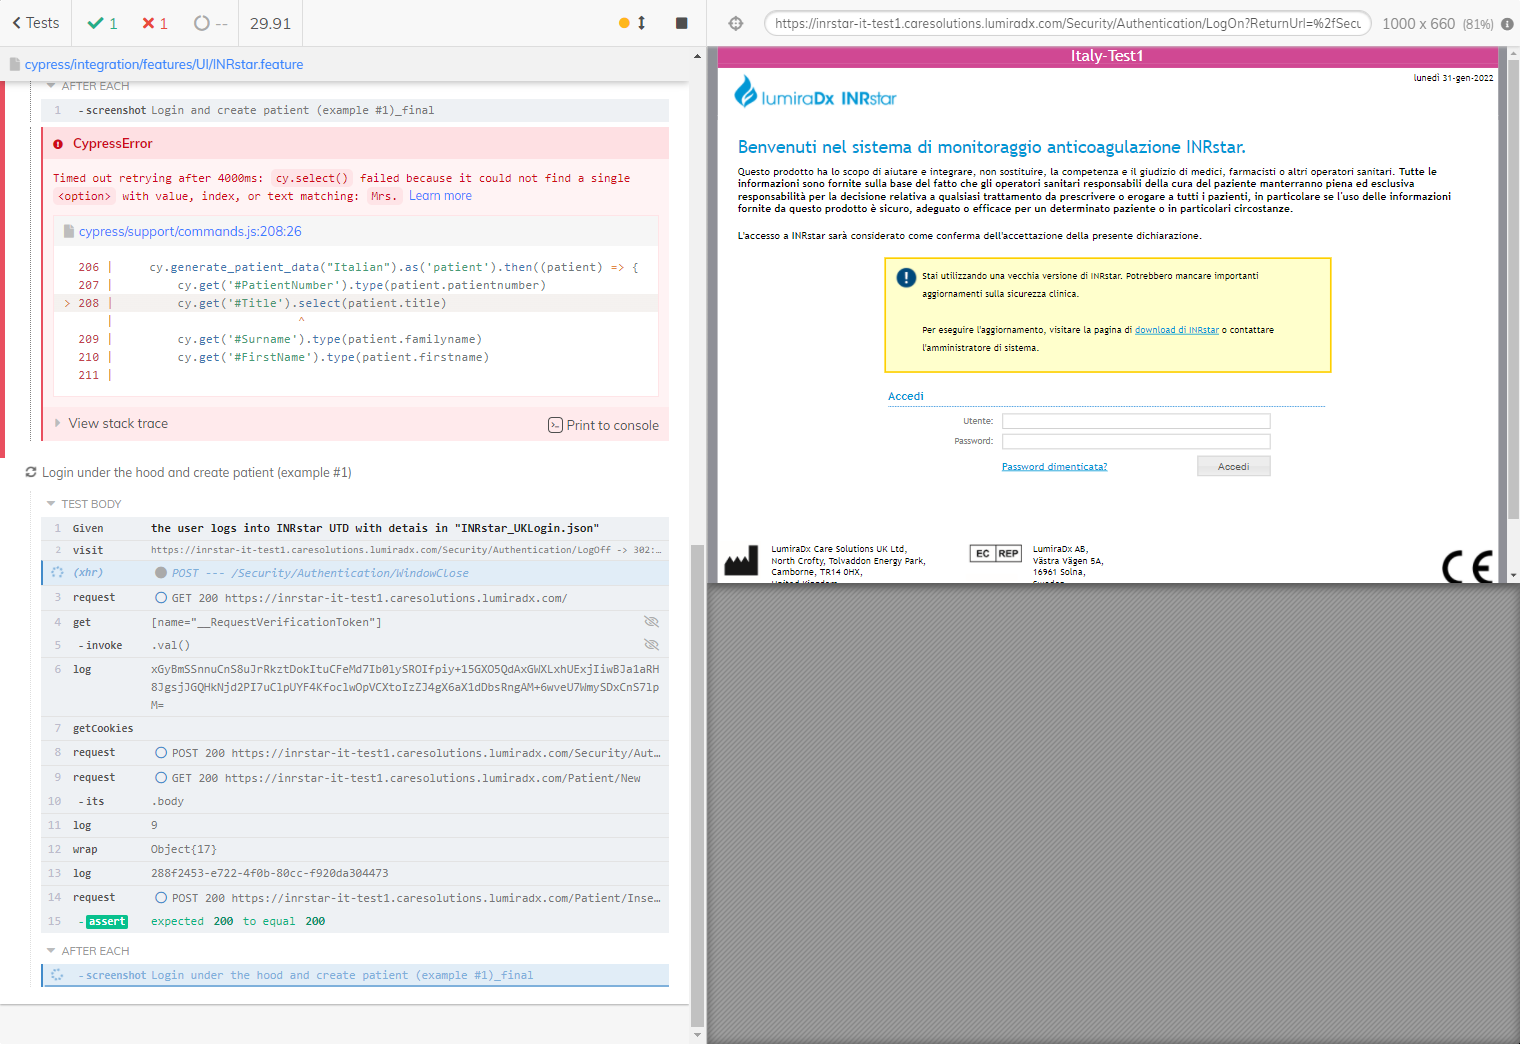 Tests
1
1
--
29.91
cypress/integration/features/UI/INRstar.feature
AFTER EACH
1 -screenshot Login and create patient (example #1)_final
CypressError
Timed out retrying after 4000ms: cy.select() failed because it could not find a single
<option> with value, index, or text matching: Mrs. Learn more
cypress/support/commands.js:208:26
206 | cy.generate_patient_data("Italian").as('patient').then((patient) => {
207 | cy.get('#PatientNumber').type(patient.patientnumber)
> 208 | cy.get('#Title').select(patient.title)
| ^
209 | cy.get('#Surname').type(patient.familyname)
210 | cy.get('#FirstName').type(patient.firstname)
211 |
View stack trace
Print to console
Login under the hood and create patient (example #1)
TEST BODY
1 Given the user logs into INRstar UTD with detais in "INRstar_UKLogin.json"
2 visit https://inrstar-it-test1.caresolutions.lumiradx.com/Security/Authentication/LogOff -> 302:…
(xhr) POST --- /Security/Authentication/WindowClose
3 request GET 200 https://inrstar-it-test1.caresolutions.lumiradx.com/
4 get [name="__RequestVerificationToken"]
5 -invoke .val()
6 log xGyBmSSnnuCnS8uJrRkztDokItuCFeMd7Ib0lySROIfpiy+15GXO5QdAxGWXLxhUExjIiwBJa1aRH
8JgsjJGQHkNjd2PI7uClpUYF4KfoclwOpVCXtoIzZJ4gX6aX1dDbsRngAM+6wveU7WmySDxCnS7lp
M=
7 getCookies
8 request POST 200 https://inrstar-it-test1.caresolutions.lumiradx.com/Security/Aut…
9 request GET 200 https://inrstar-it-test1.caresolutions.lumiradx.com/Patient/New
10 -its .body
11 log 9
12 wrap Object{17}
13 log 288f2453-e722-4f0b-80cc-f920da304473
14 request POST 200 https://inrstar-it-test1.caresolutions.lumiradx.com/Patient/Inse…
15 -assert expected 200 to equal 200
AFTER EACH
-screenshot Login under the hood and create patient (example #1)_final
https://inrstar-it-test1.caresolutions.lumiradx.com/Security/Authentication/LogOn?ReturnUrl=%2fSecu
1000 x 660 (81%)
Italy-Test1
lunedì 31-gen-2022
lumiraDx INRstar
Benvenuti nel sistema di monitoraggio anticoagulazione INRstar.
Questo prodotto ha lo scopo di aiutare e integrare, non sostituire, la competenza e il giudizio di medici, farmacisti o altri operatori sanitari. Tutte le
informazioni sono fornite sulla base del fatto che gli operatori sanitari responsabili della cura del paziente manterranno piena ed esclusiva
responsabilità per la decisione relativa a qualsiasi trattamento da prescrivere o erogare a tutti i pazienti, in particolare se l'uso delle informazioni
fornite da questo prodotto è sicuro, adeguato o efficace per un determinato paziente o in particolari circostanze.
L'accesso a INRstar sarà considerato come conferma dell'accettazione della presente dichiarazione.
Stai utilizzando una vecchia versione di INRstar. Potrebbero mancare importanti
aggiornamenti sulla sicurezza clinica.
Per eseguire l'aggiornamento, visitare la pagina di download di INRstar o contattare
l'amministratore di sistema.
Accedi
Utente:
Password:
Password dimenticata?
Accedi
LumiraDx Care Solutions UK Ltd,
North Crofty, Tolvaddon Energy Park,
Camborne, TR14 0HX,
United Kingdom
EC REP
LumiraDx AB,
Västra Vägen 5A,
16961 Solna,
Sweden
CE